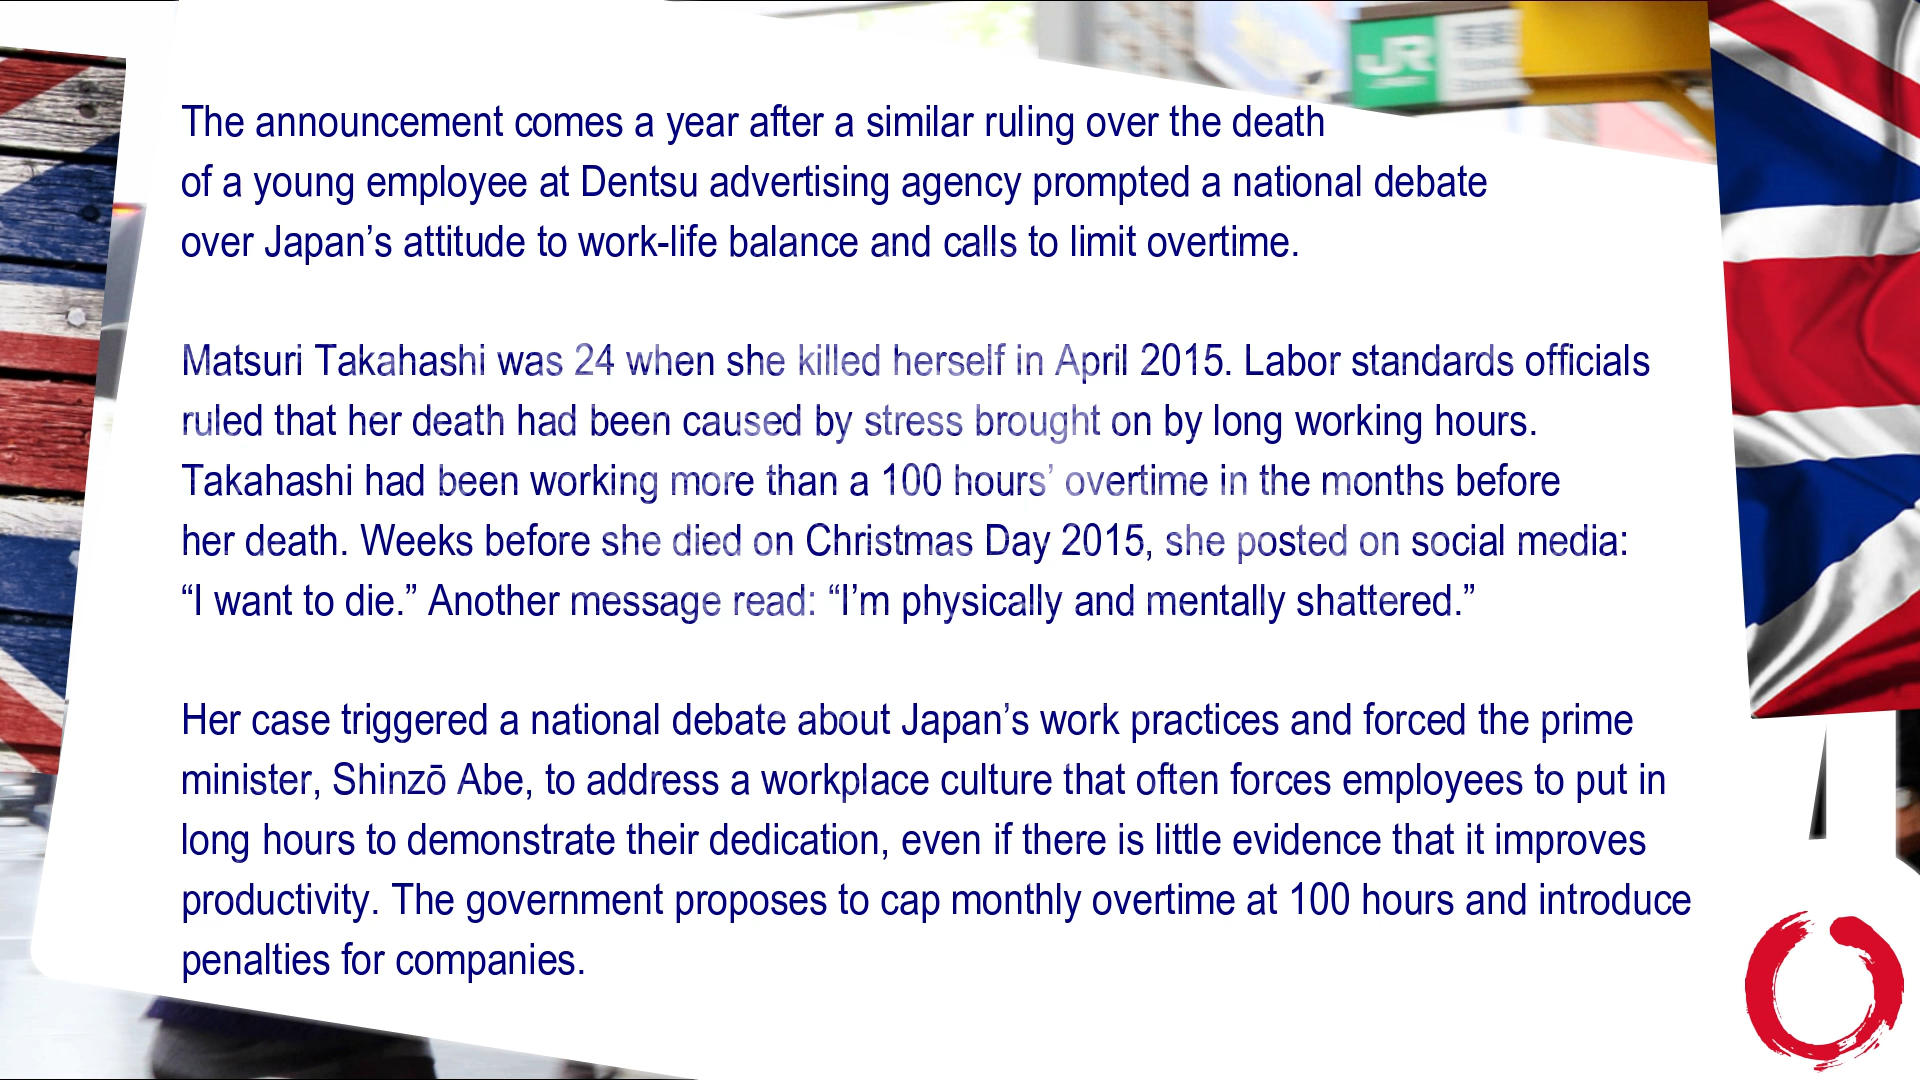 JR
The announcement comes a year after a similar ruling over the death
of a young employee at Dentsu advertising agency prompted a national debate
over Japan’s attitude to work-life balance and calls to limit overtime.
Matsuri Takahashi was 24 when she killed herself in April 2015. Labor standards officials
ruled that her death had been caused by stress brought on by long working hours.
Takahashi had been working more than a 100 hours’ overtime in the months before
her death. Weeks before she died on Christmas Day 2015, she posted on social media:
“I want to die.” Another message read: “I’m physically and mentally shattered.”
Her case triggered a national debate about Japan’s work practices and forced the prime
minister, Shinzō Abe, to address a workplace culture that often forces employees to put in
long hours to demonstrate their dedication, even if there is little evidence that it improves
productivity. The government proposes to cap monthly overtime at 100 hours and introduce
penalties for companies.